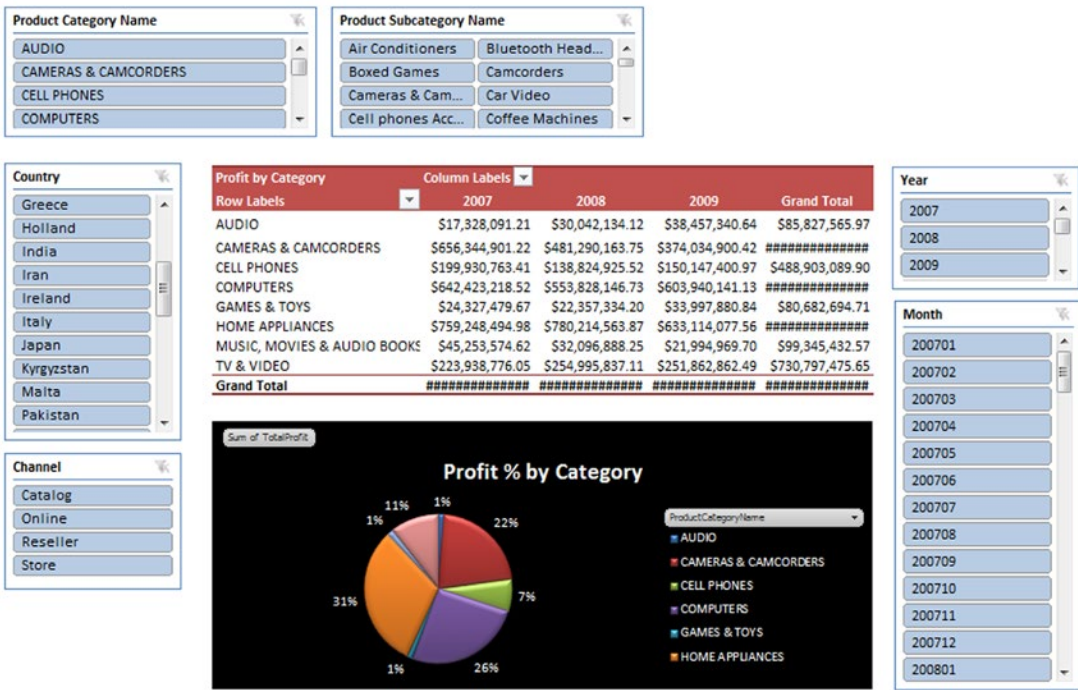 Product Category Name
AUDIO
CAMERAS & CAMCORDERS
CELL PHONES
COMPUTERS
Product Subcategory Name
Air Conditioners Bluetooth Head...
Boxed Games Camcorders
Cameras & Cam... Car Video
Cell phones Acc... Coffee Machines
Country
Greece
Holland
India
Iran
Ireland
Italy
Japan
Kyrgyzstan
Malta
Pakistan
Channel
Catalog
Online
Reseller
Store
Profit by Category Column Labels
Row Labels 2007 2008 2009 Grand Total
AUDIO $17,328,091.21 $30,042,134.12 $38,457,340.64 $85,827,565.97
CAMERAS & CAMCORDERS $656,344,901.22 $481,290,163.75 $374,034,900.42 ##############
CELL PHONES $199,930,763.41 $138,824,925.52 $150,147,400.97 $488,903,089.90
COMPUTERS $642,423,218.52 $553,828,146.73 $603,940,141.13 ##############
GAMES & TOYS $24,327,479.67 $22,357,334.20 $33,997,880.84 $80,682,694.71
HOME APPLIANCES $759,248,494.98 $780,214,563.87 $633,114,077.56 ##############
MUSIC, MOVIES & AUDIO BOOKS $45,253,574.62 $32,096,888.25 $21,994,969.70 $99,345,432.57
TV & VIDEO $223,938,776.05 $254,995,837.11 $251,862,862.49 $730,797,475.65
Grand Total ############## ############## ############## ##############
Sum of TotalProfit
Profit % by Category
1%
22%
7%
26%
1%
31%
1%
11%
ProductCategoryName
AUDIO
CAMERAS & CAMCORDERS
CELL PHONES
COMPUTERS
GAMES & TOYS
HOME APPLIANCES
Year
2007
2008
2009
Month
200701
200702
200703
200704
200705
200706
200707
200708
200709
200710
200711
200712
200801